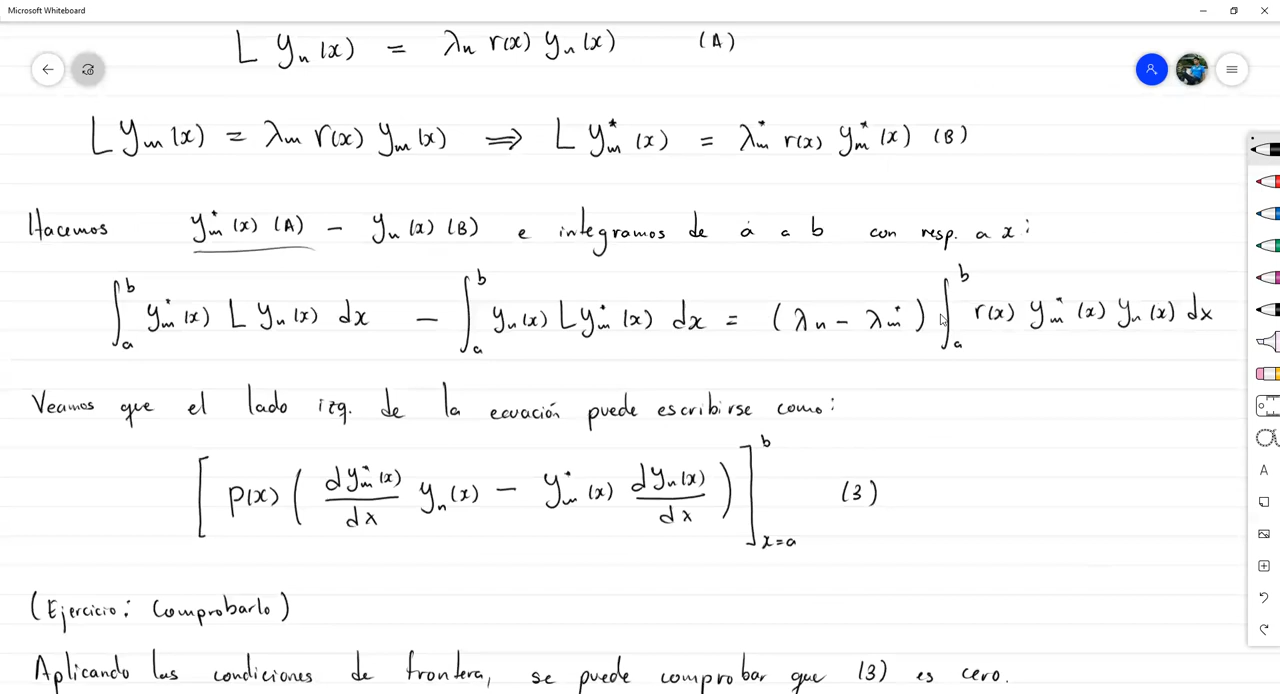 Microsoft Whiteboard
L yₙ(x) = λₙ r(x) yₙ(x) (A)
L yₘ(x) = λₘ r(x) yₘ(x) ⟹ L yₘ*(x) = λₘ* r(x) yₘ*(x) (B)
Hacemos yₘ*(x) (A) − yₙ(x) (B) e integramos de a a b con resp. a x:
∫ₐᵇ yₘ*(x) L yₙ(x) dx − ∫ₐᵇ yₙ(x) L yₘ*(x) dx = (λₙ − λₘ*) ∫ₐᵇ r(x) yₘ*(x) yₙ(x) dx
Veamos que el lado izq. de la ecuación puede escribirse como:
[ p(x) ( dyₘ*(x)/dx yₙ(x) − yₘ*(x) dyₙ(x)/dx ) ]ₓ₌ₐᵇ (3)
(Ejercicio: Comprobarlo)
Aplicando las condiciones de frontera, se puede comprobar que (3) es cero.